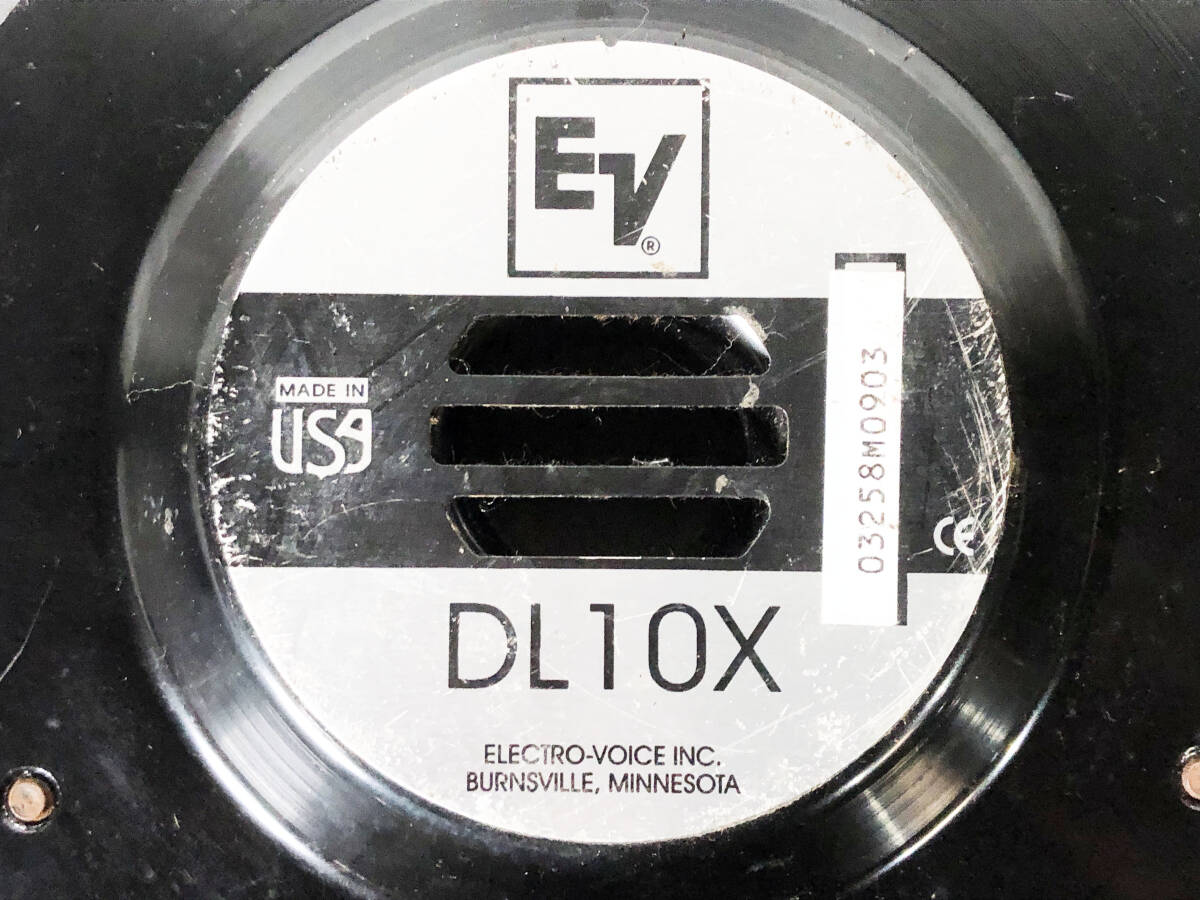 EV®
MADE IN
USA
03258M0903
CE
DL10X
ELECTRO-VOICE INC.
BURNSVILLE, MINNESOTA